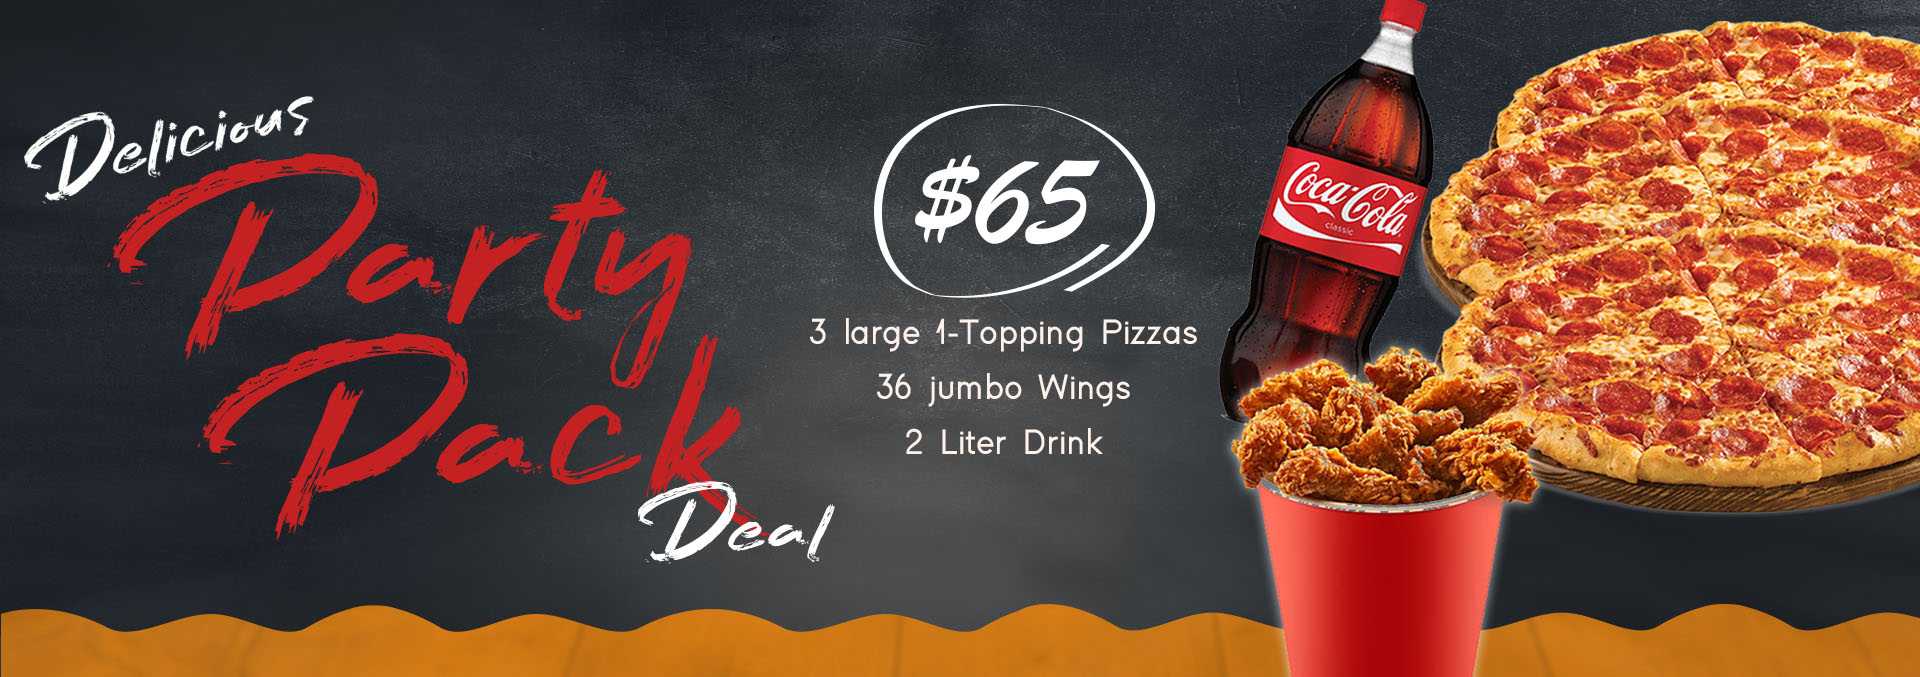 Delicious
Party
Pack
Deal
$65
3 large 1-Topping Pizzas
36 jumbo Wings
2 Liter Drink
Coca-Cola
classic